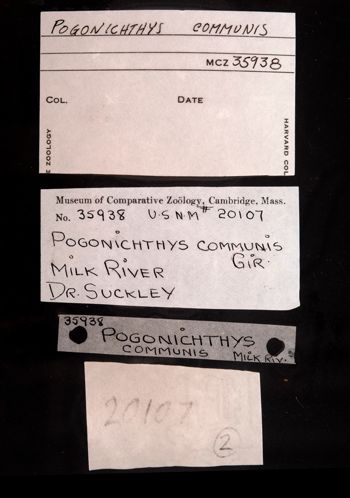 POGONICHTHYS COMMUNIS
MCZ 35938
COL. DATE
E ZOOLOGY
HARVARD COL
Museum of Comparative Zoölogy, Cambridge, Mass.
No. 35938 USNM# 20107
POGONICHTHYS COMMUNIS
GIR.
MILK RIVER
DR. SUCKLEY
35938
POGONICHTHYS
COMMUNIS MILK RIV.
20107
2